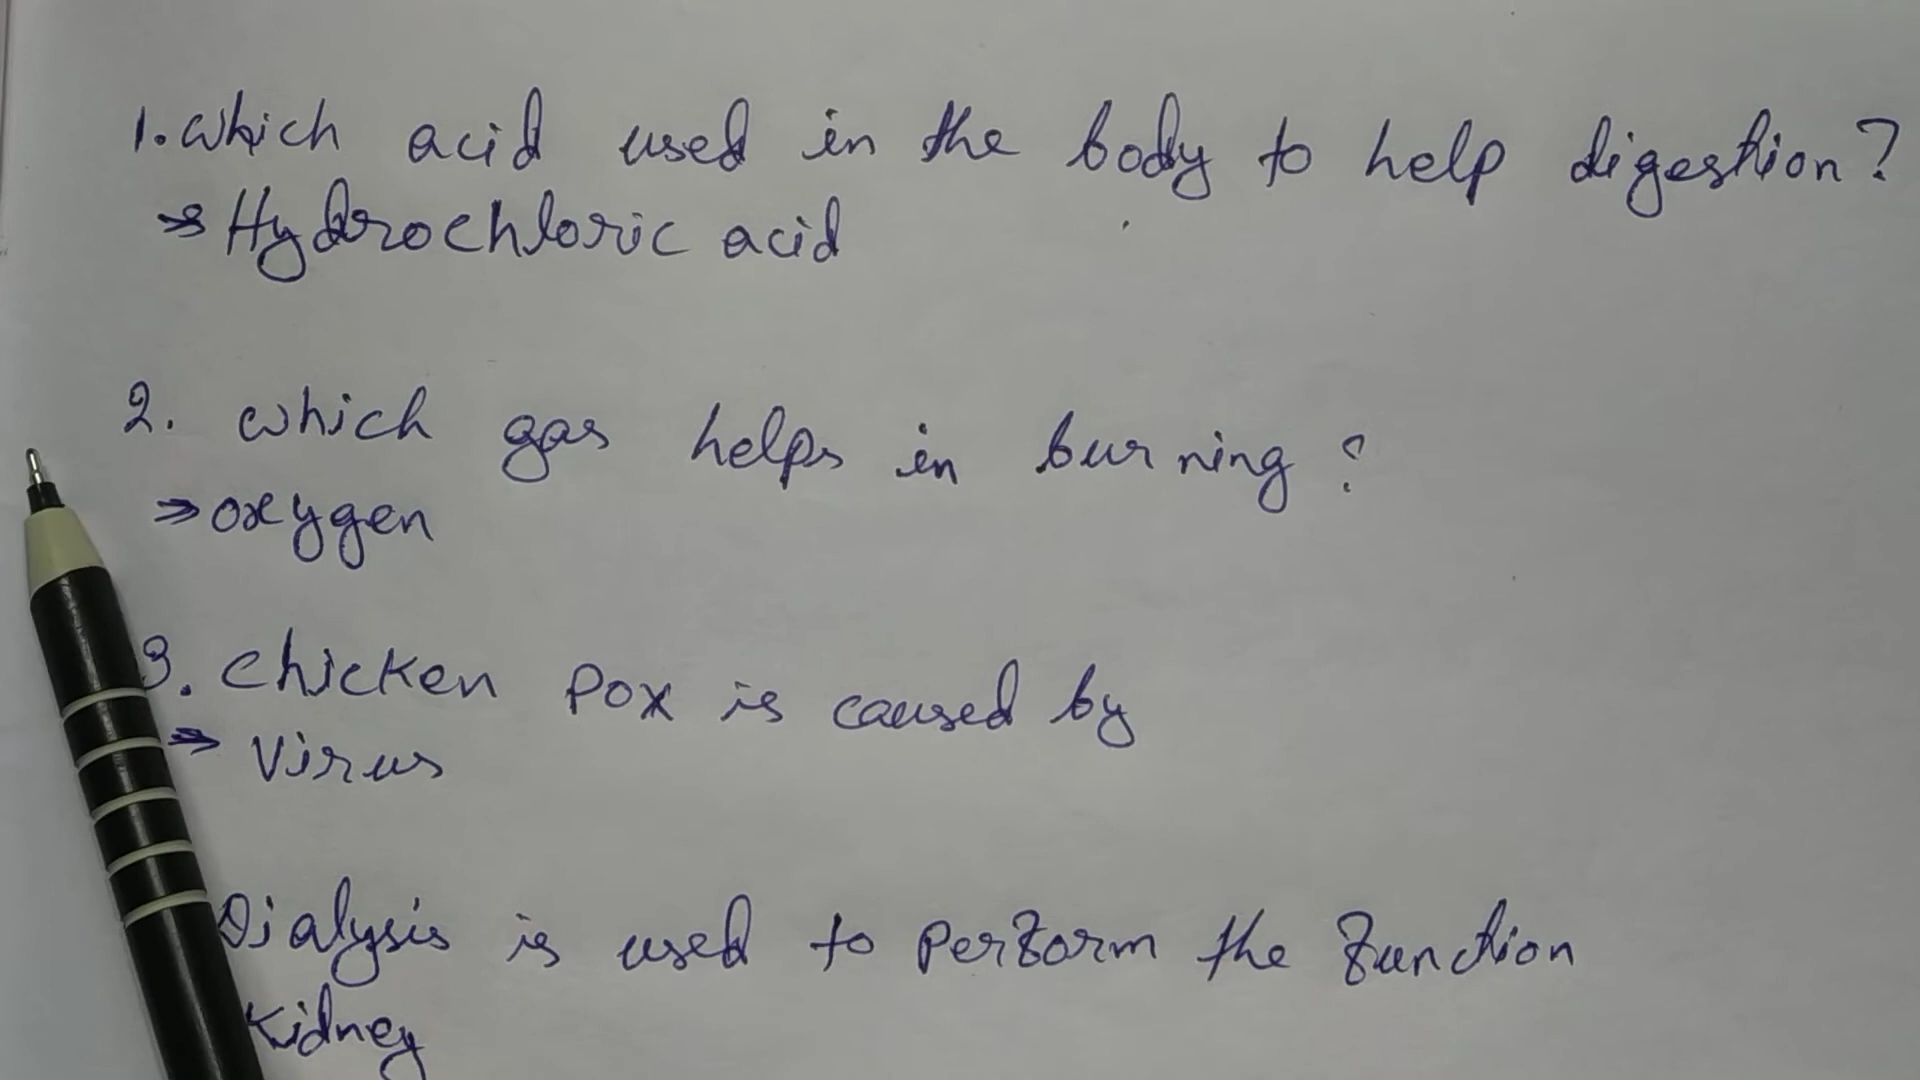 1. Which acid used in the body to help digestion?
⇒ Hydrochloric acid
2. Which gas helps in burning?
⇒ oxygen
3. Chicken pox is caused by
⇒ Virus
Dialysis is used to perform the function
Kidney